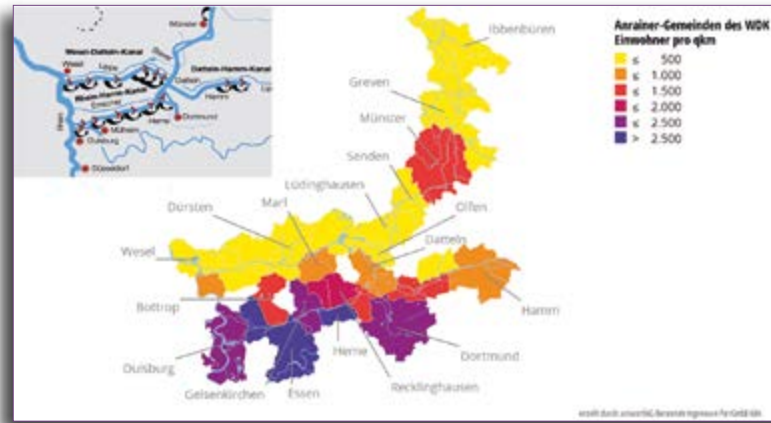 Münster
Wesel-Datteln-Kanal
Wesel
Lippe
Datteln-Hamm-Kanal
Datteln
Rhein-Herne-Kanal
Hamm
Emscher
Rhein
Herne
Dortmund
Mülheim
Duisburg
Düsseldorf
Anrainer-Gemeinden des WDK
Einwohner pro qkm
≤ 500
≤ 1.000
≤ 1.500
≤ 2.000
≤ 2.500
> 2.500
Ibbenbüren
Greven
Münster
Senden
Lüdinghausen
Marl
Olfen
Dorsten
Datteln
Wesel
Bottrop
Hamm
Duisburg
Herne
Dortmund
Gelsenkirchen
Essen
Recklinghausen